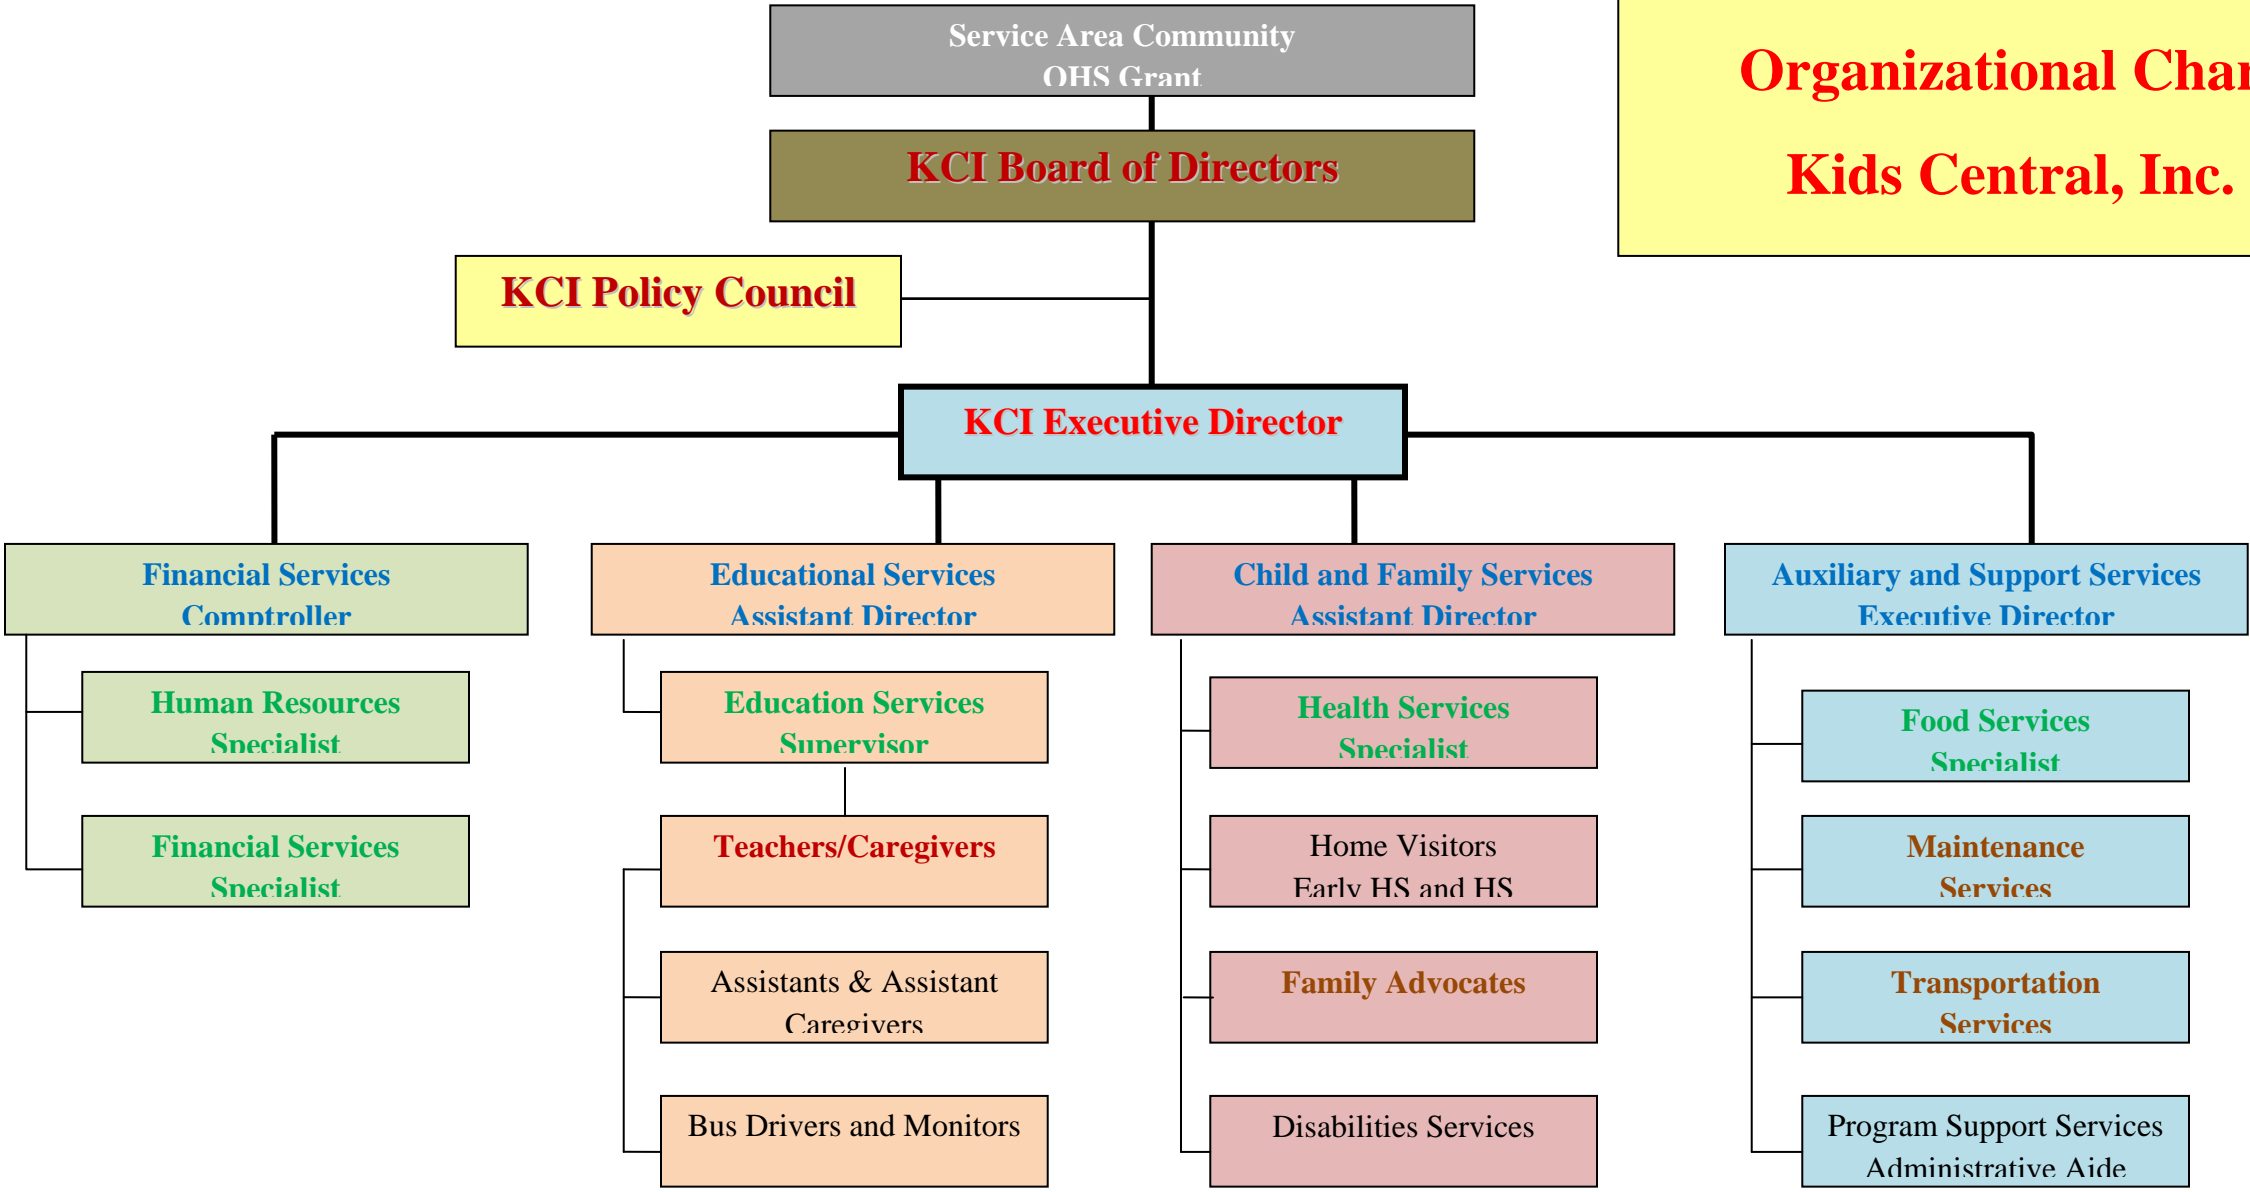 Service Area Community
OHS Grant
Organizational Char
Kids Central, Inc.
KCI Board of Directors
KCI Policy Council
KCI Executive Director
Financial Services
Comptroller
Human Resources
Specialist
Financial Services
Specialist
Educational Services
Assistant Director
Education Services
Supervisor
Teachers/Caregivers
Assistants & Assistant
Caregivers
Bus Drivers and Monitors
Child and Family Services
Assistant Director
Health Services
Specialist
Home Visitors
Early HS and HS
Family Advocates
Disabilities Services
Auxiliary and Support Services
Executive Director
Food Services
Specialist
Maintenance
Services
Transportation
Services
Program Support Services
Administrative Aide